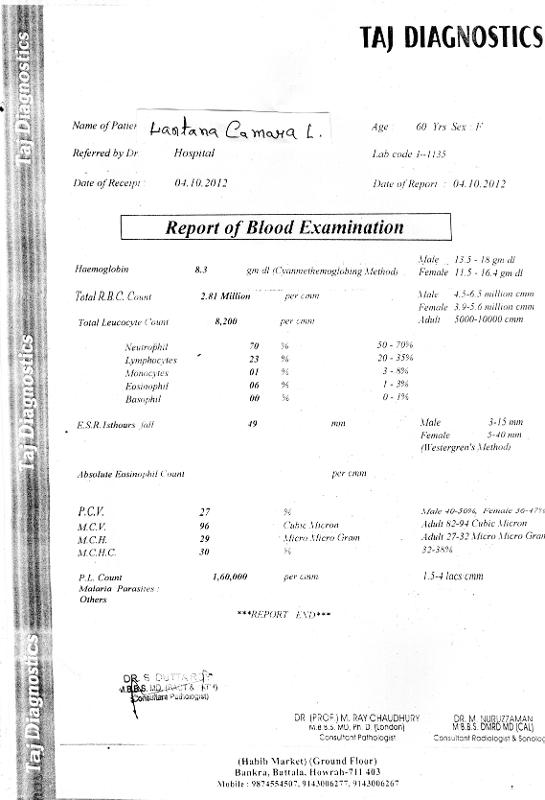 TAJ DIAGNOSTICS
Taj Diagnostics
Taj Diagnostics
Taj Diagnostics
Name of Patien Lantana Camara L. Age : 60 Yrs Sex : F
Referred by Dr. Hospital Lab code 1--1135
Date of Receipt : 04.10.2012 Date of Report : 04.10.2012
Report of Blood Examination
Haemoglobin 8.3 gm dl (Cyanmethemoglobing Method) Male : 13.5 - 18 gm dl
Female 11.5 - 16.4 gm dl
Total R.B.C. Count 2.81 Million per cmm Male 4.5-6.5 million cmm
Female 3.9-5.6 million cmm
Total Leucocyte Count 8,200 per cmm Adult 5000-10000 cmm
Neutrophil 70 % 50 - 70%
Lymphocytes 23 % 20 - 35%
Monocytes 01 % 3 - 8%
Eosinophil 06 % 1 - 3%
Basophil 00 % 0 - 1%
E.S.R.1sthours fall 49 mm Male 3-15 mm
Female 5-40 mm
(Westergren's Method)
Absolute Eosinophil Count per cmm
P.C.V. 27 % Male 40-50%, Female 36-47%
M.C.V. 96 Cubic Micron Adult 82-94 Cubic Micron
M.C.H. 29 Micro Micro Gram Adult 27-32 Micro Micro Gram
M.C.H.C. 30 % 32-38%
P.L. Count 1,60,000 per cmm 1.5-4 lacs cmm
Malaria Parasites :
Others
***REPORT END***
DR. S. DUTTA
M.B.B.S. MD,
Consultant Pathologist)
DR. (PROF.) M. RAY CHAUDHURY
M.B.B.S. MD, Ph. D. (London)
Consultant Pathologist
DR. M. NURUZZAMAN
M.B.B.S. DMRD MD (CAL)
Consultant Radiologist & Sonolog
(Habib Market) (Ground Floor)
Bankra, Battala, Howrah-711 403
Mobile : 9874554507, 9143006277, 9143006267